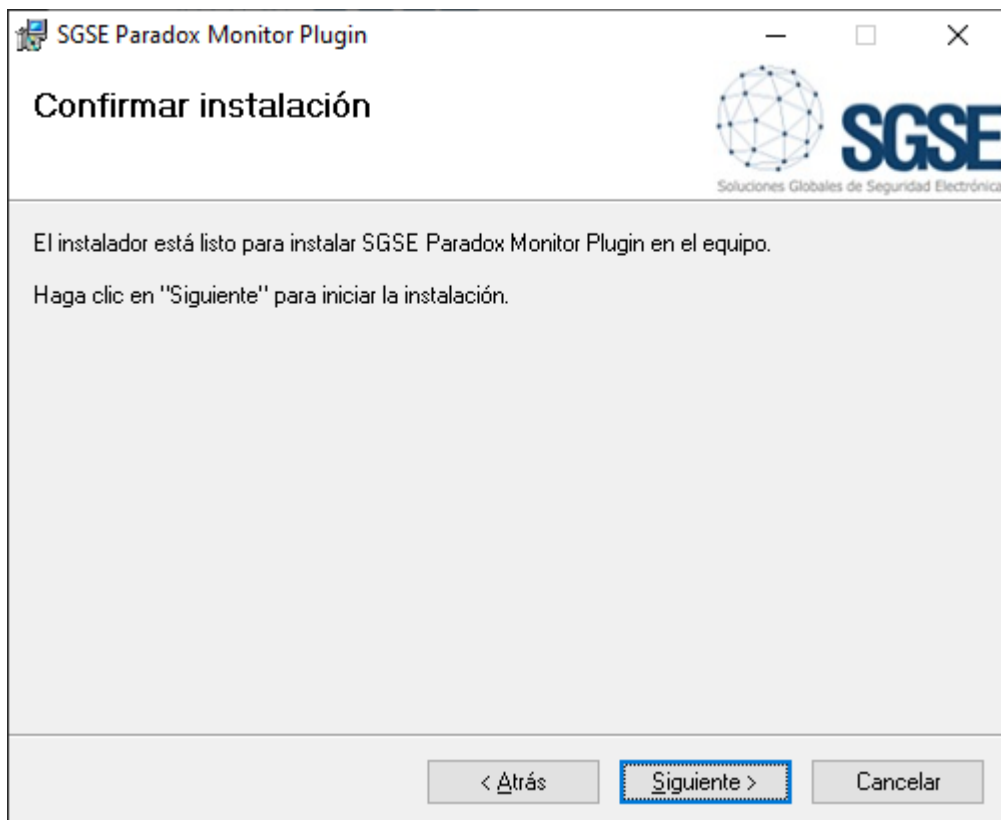 SGSE Paradox Monitor Plugin
Confirmar instalación
SGSE
Soluciones Globales de Seguridad Electrónica
El instalador está listo para instalar SGSE Paradox Monitor Plugin en el equipo.
Haga clic en "Siguiente" para iniciar la instalación.
< Atrás
Siguiente >
Cancelar